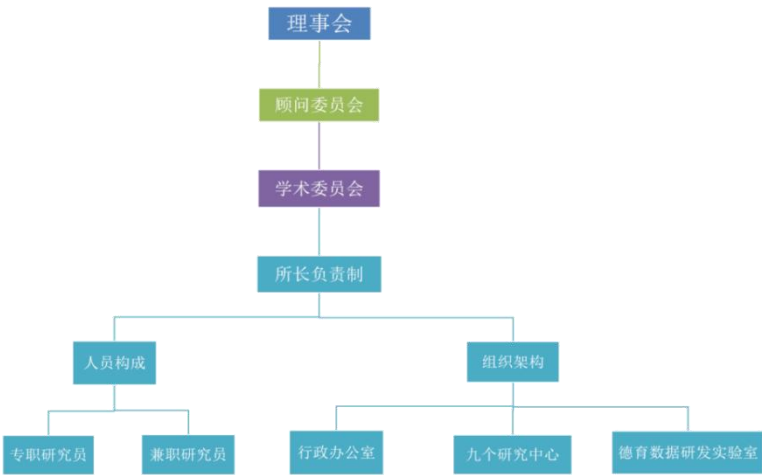 理事会
顾问委员会
学术委员会
所长负责制
人员构成
组织架构
专职研究员
兼职研究员
行政办公室
九个研究中心
德育数据研发实验室